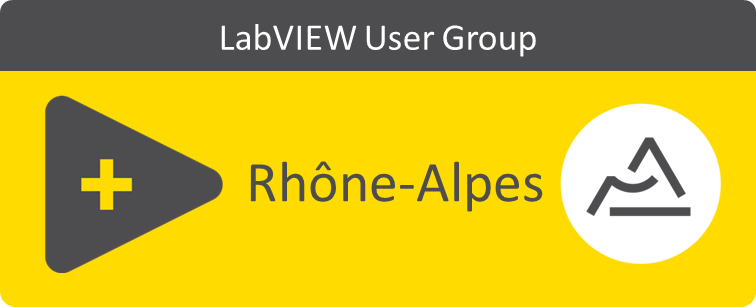 LabVIEW User Group
Rhône-Alpes